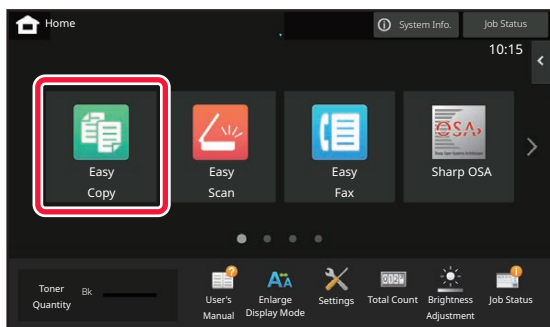 Home
System Info.
Job Status
10:15
Easy
Copy
Easy
Scan
Easy
Fax
OSA
Sharp OSA
Toner
Quantity
Bk
User's
Manual
Enlarge
Display Mode
Settings
Total Count
Brightness
Adjustment
Job Status